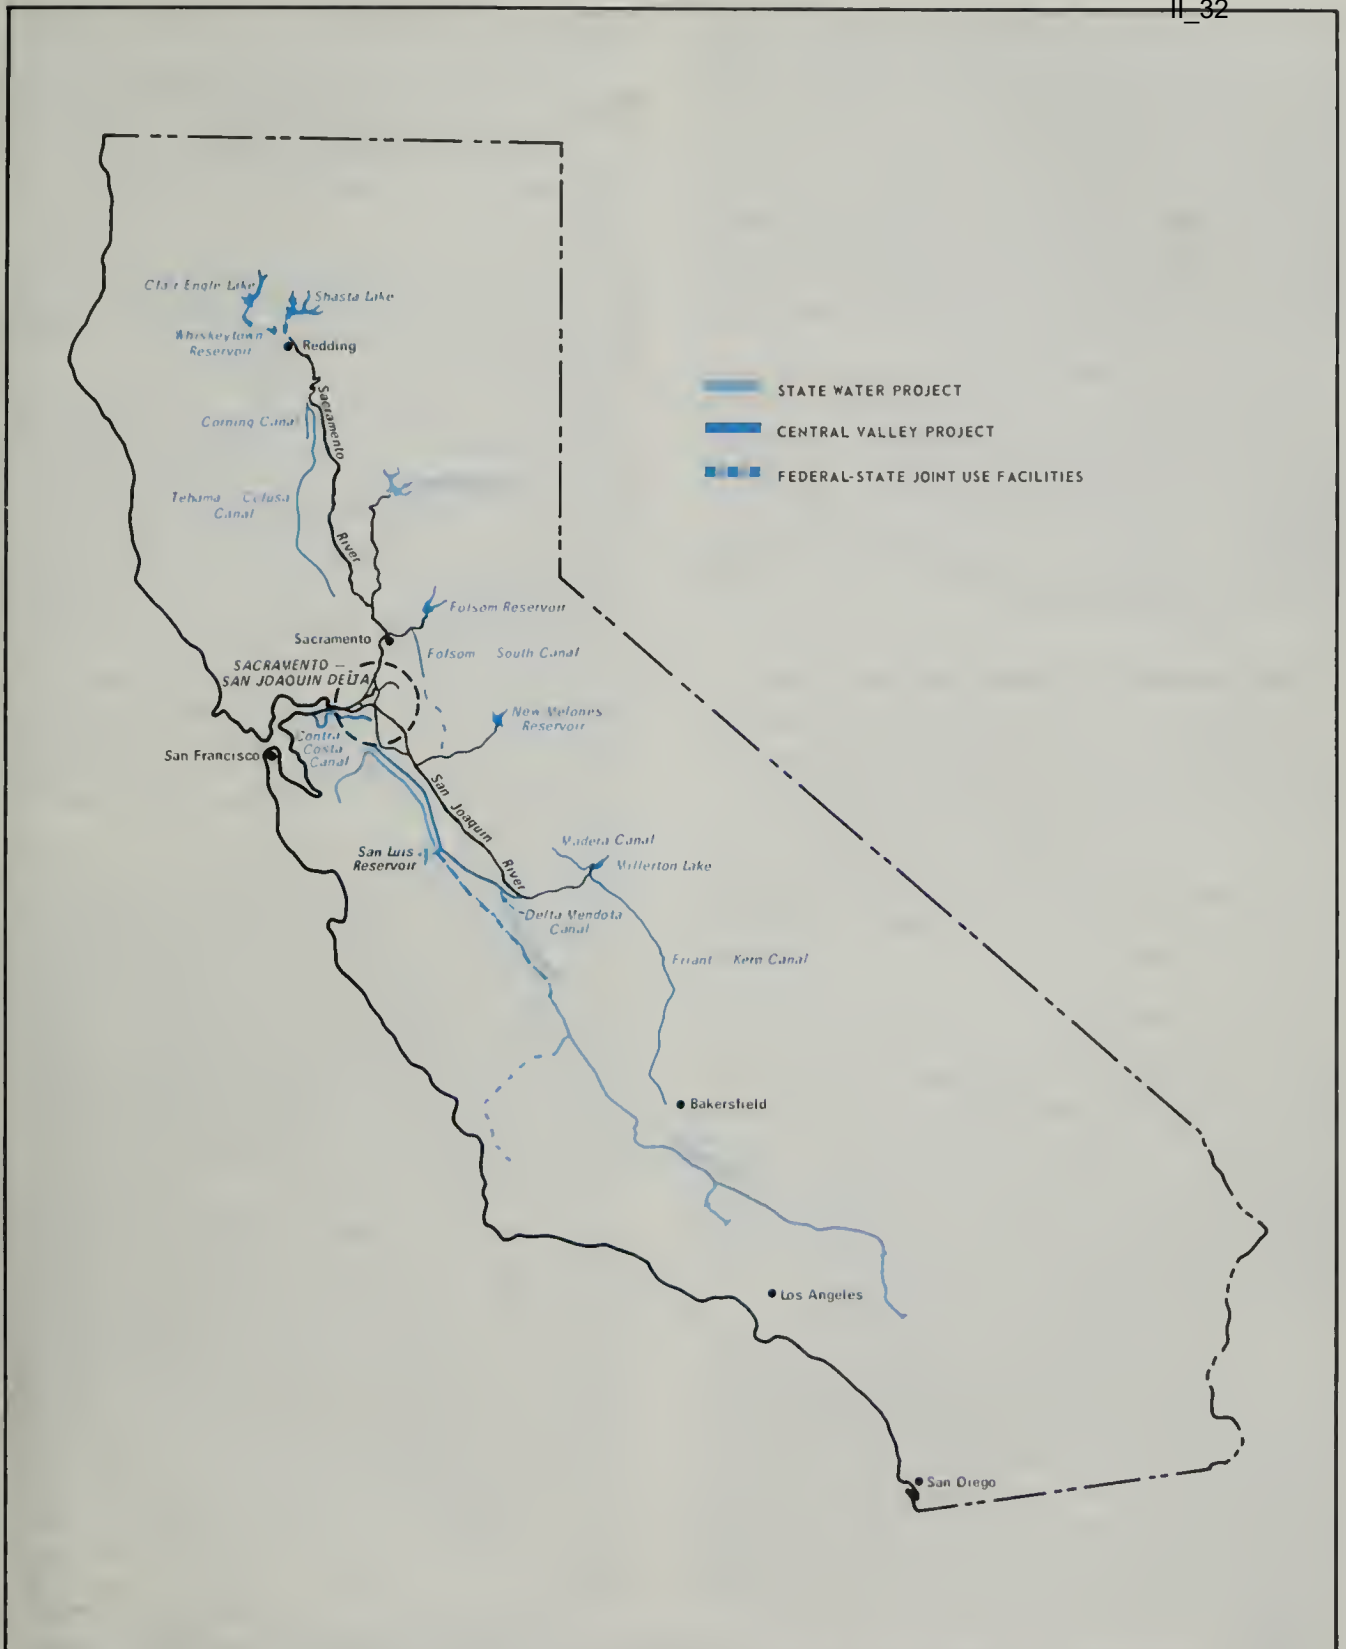 II_32
Clair Engle Lake
Shasta Lake
Whiskeytown
Reservoir
Redding
Sacramento
River
Corning Canal
Tehama Colusa
Canal
STATE WATER PROJECT
CENTRAL VALLEY PROJECT
FEDERAL-STATE JOINT USE FACILITIES
Folsom Reservoir
Sacramento
Folsom South Canal
SACRAMENTO –
SAN JOAQUIN DELTA
New Melones
Reservoir
Contra
Costa
Canal
San Francisco
San Joaquin
River
San Luis
Reservoir
Madera Canal
Millerton Lake
Delta Mendota
Canal
Friant Kern Canal
Bakersfield
Los Angeles
San Diego